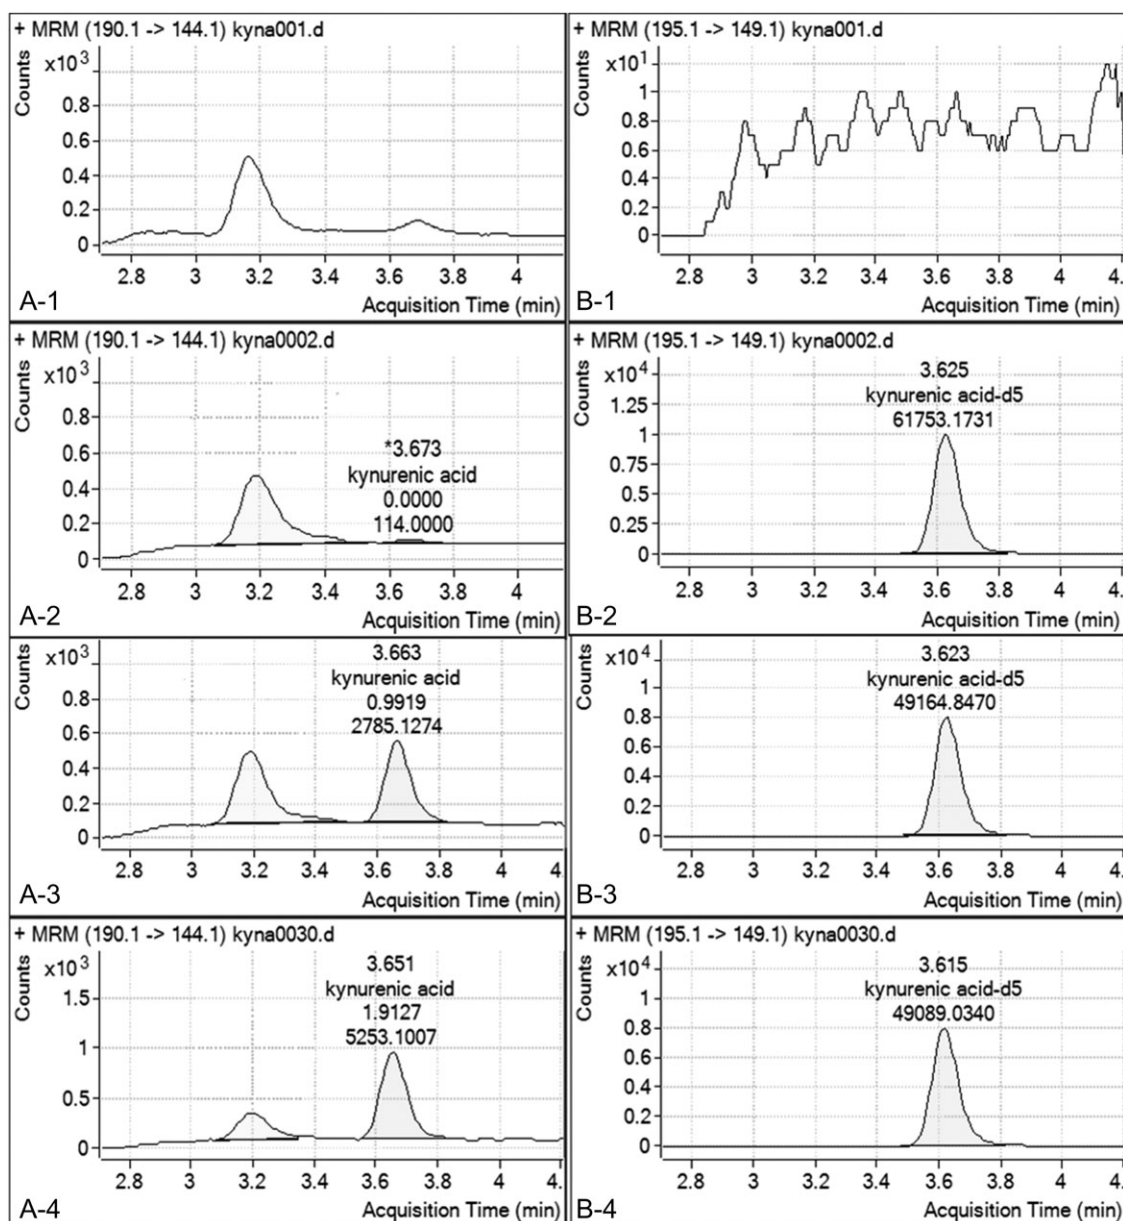 + MRM (190.1 -> 144.1) kyna001.d
Counts
x10³
0.8
0.6
0.4
0.2
0
2.8 3 3.2 3.4 3.6 3.8 4
A-1 Acquisition Time (min)
+ MRM (195.1 -> 149.1) kyna001.d
Counts
x10¹
1
0.8
0.6
0.4
0.2
0
2.8 3 3.2 3.4 3.6 3.8 4 4.
B-1 Acquisition Time (min)
+ MRM (190.1 -> 144.1) kyna0002.d
Counts
x10³
0.8
0.6
0.4
0.2
0
*3.673
kynurenic acid
0.0000
114.0000
2.8 3 3.2 3.4 3.6 3.8 4
A-2 Acquisition Time (min)
+ MRM (195.1 -> 149.1) kyna0002.d
Counts
x10⁴
1.25
1
0.75
0.5
0.25
0
3.625
kynurenic acid-d5
61753.1731
2.8 3 3.2 3.4 3.6 3.8 4 4.
B-2 Acquisition Time (min)
Counts
x10³
0.8
0.6
0.4
0.2
0
3.663
kynurenic acid
0.9919
2785.1274
2.8 3 3.2 3.4 3.6 3.8 4 4.
A-3 Acquisition Time (min)
Counts
x10⁴
1
0.8
0.6
0.4
0.2
0
3.623
kynurenic acid-d5
49164.8470
2.8 3 3.2 3.4 3.6 3.8 4 4.
B-3 Acquisition Time (min)
+ MRM (190.1 -> 144.1) kyna0030.d
Counts
x10³
1.5
1
0.5
0
3.651
kynurenic acid
1.9127
5253.1007
2.8 3 3.2 3.4 3.6 3.8 4 4.
A-4 Acquisition Time (min)
+ MRM (195.1 -> 149.1) kyna0030.d
Counts
x10⁴
1
0.8
0.6
0.4
0.2
0
3.615
kynurenic acid-d5
49089.0340
2.8 3 3.2 3.4 3.6 3.8 4 4.
B-4 Acquisition Time (min)